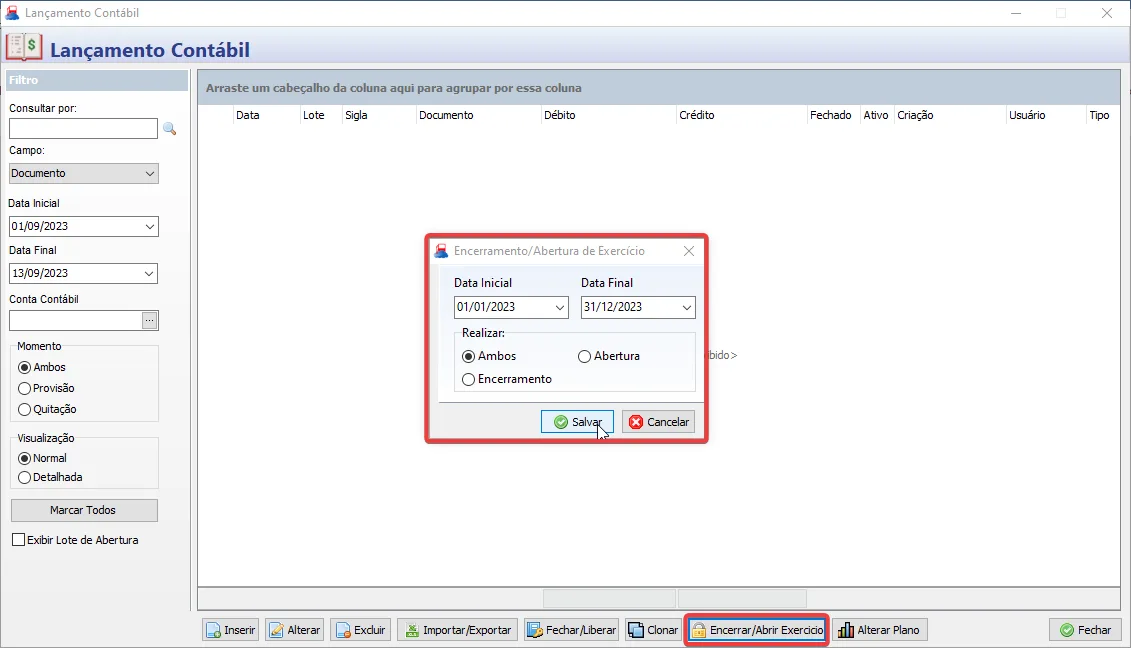 Lançamento Contábil
Lançamento Contábil
Filtro
Consultar por:
Campo:
Documento
Data Inicial
01/09/2023
Data Final
13/09/2023
Conta Contábil
...
Momento
Ambos
Provisão
Quitação
Visualização
Normal
Detalhada
Marcar Todos
Exibir Lote de Abertura
Arraste um cabeçalho da coluna aqui para agrupar por essa coluna
Data Lote Sigla Documento Débito Crédito Fechado Ativo Criação Usuário Tipo
Encerramento/Abertura de Exercício
Data Inicial Data Final
01/01/2023 31/12/2023
Realizar:
Ambos Abertura
Encerramento
Salvar Cancelar
bido>
Inserir Alterar Excluir Importar/Exportar Fechar/Liberar Clonar Encerrar/Abrir Exercicio Alterar Plano Fechar